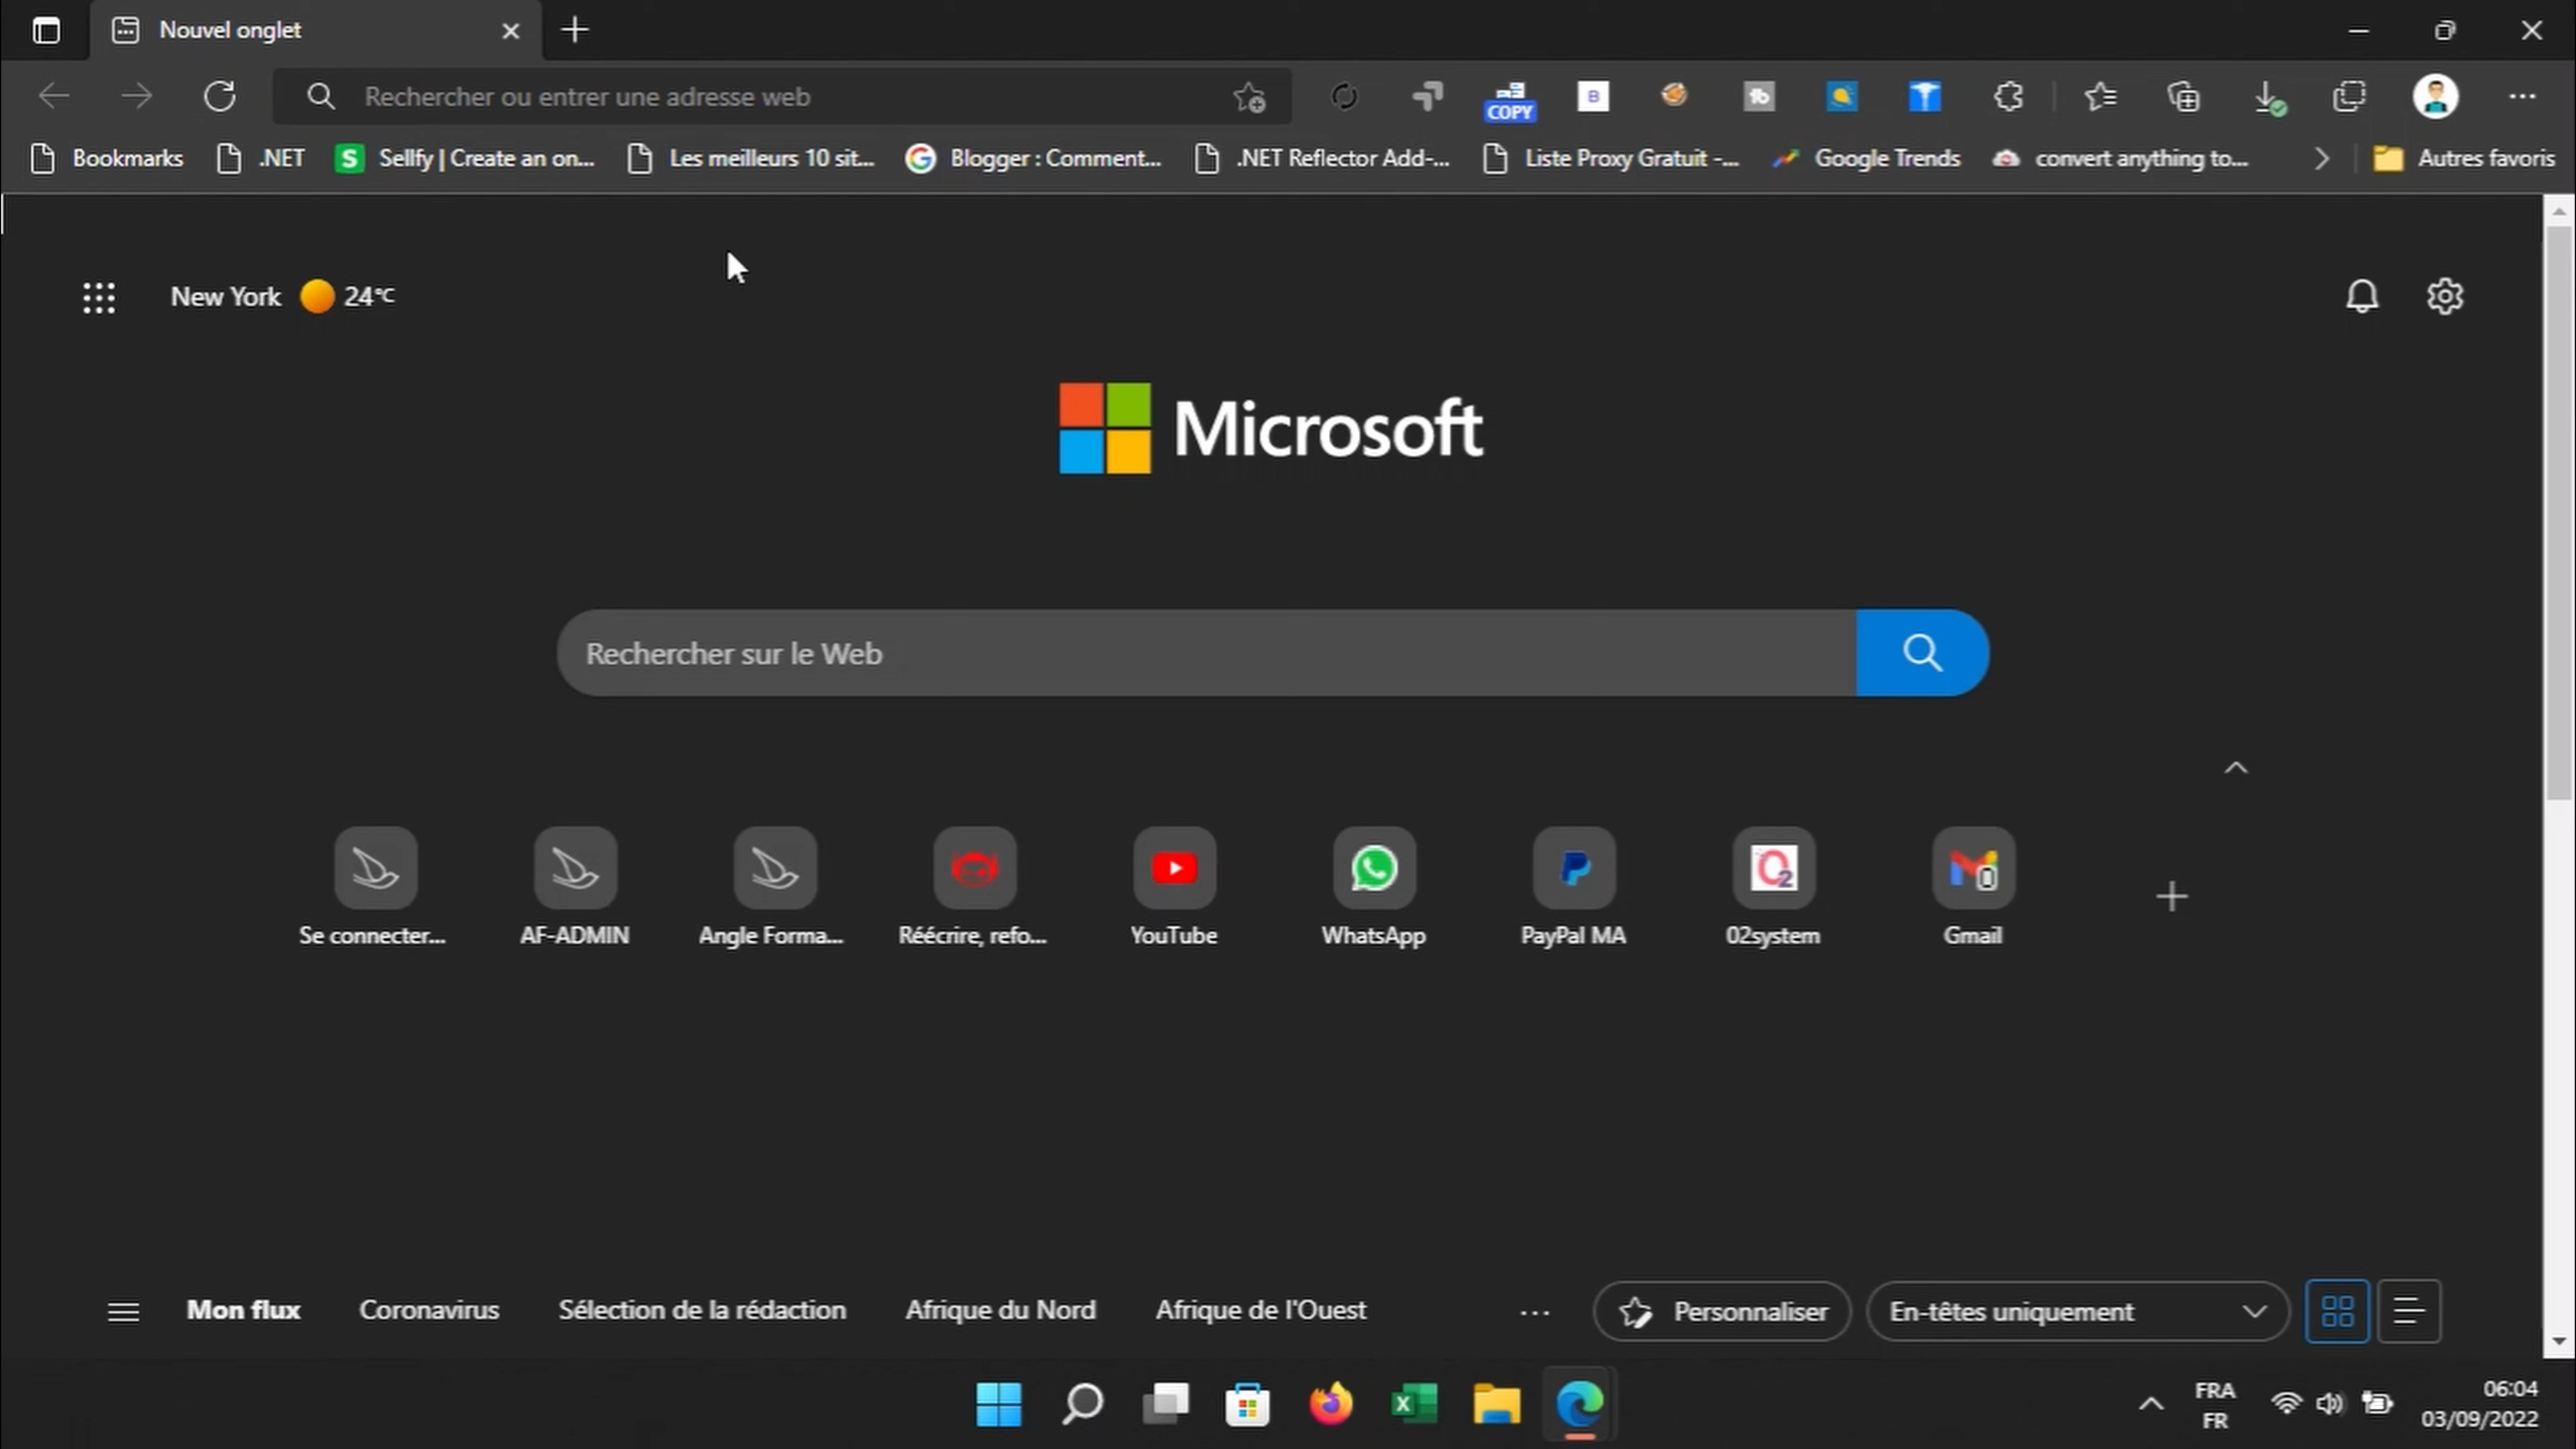 Nouvel onglet
Rechercher ou entrer une adresse web
COPY
B
tb
Bookmarks
.NET
S
Sellfy | Create an on...
Les meilleurs 10 sit...
Blogger : Comment...
.NET Reflector Add-...
Liste Proxy Gratuit -...
Google Trends
convert anything to...
Autres favoris
New York
24°C
Microsoft
Rechercher sur le Web
O2
0
Se connecter...
AF-ADMIN
Angle Forma...
Réécrire, refo...
YouTube
WhatsApp
PayPal MA
02system
Gmail
Mon flux
Coronavirus
Sélection de la rédaction
Afrique du Nord
Afrique de l'Ouest
...
Personnaliser
En-têtes uniquement
FRA
FR
06:04
03/09/2022